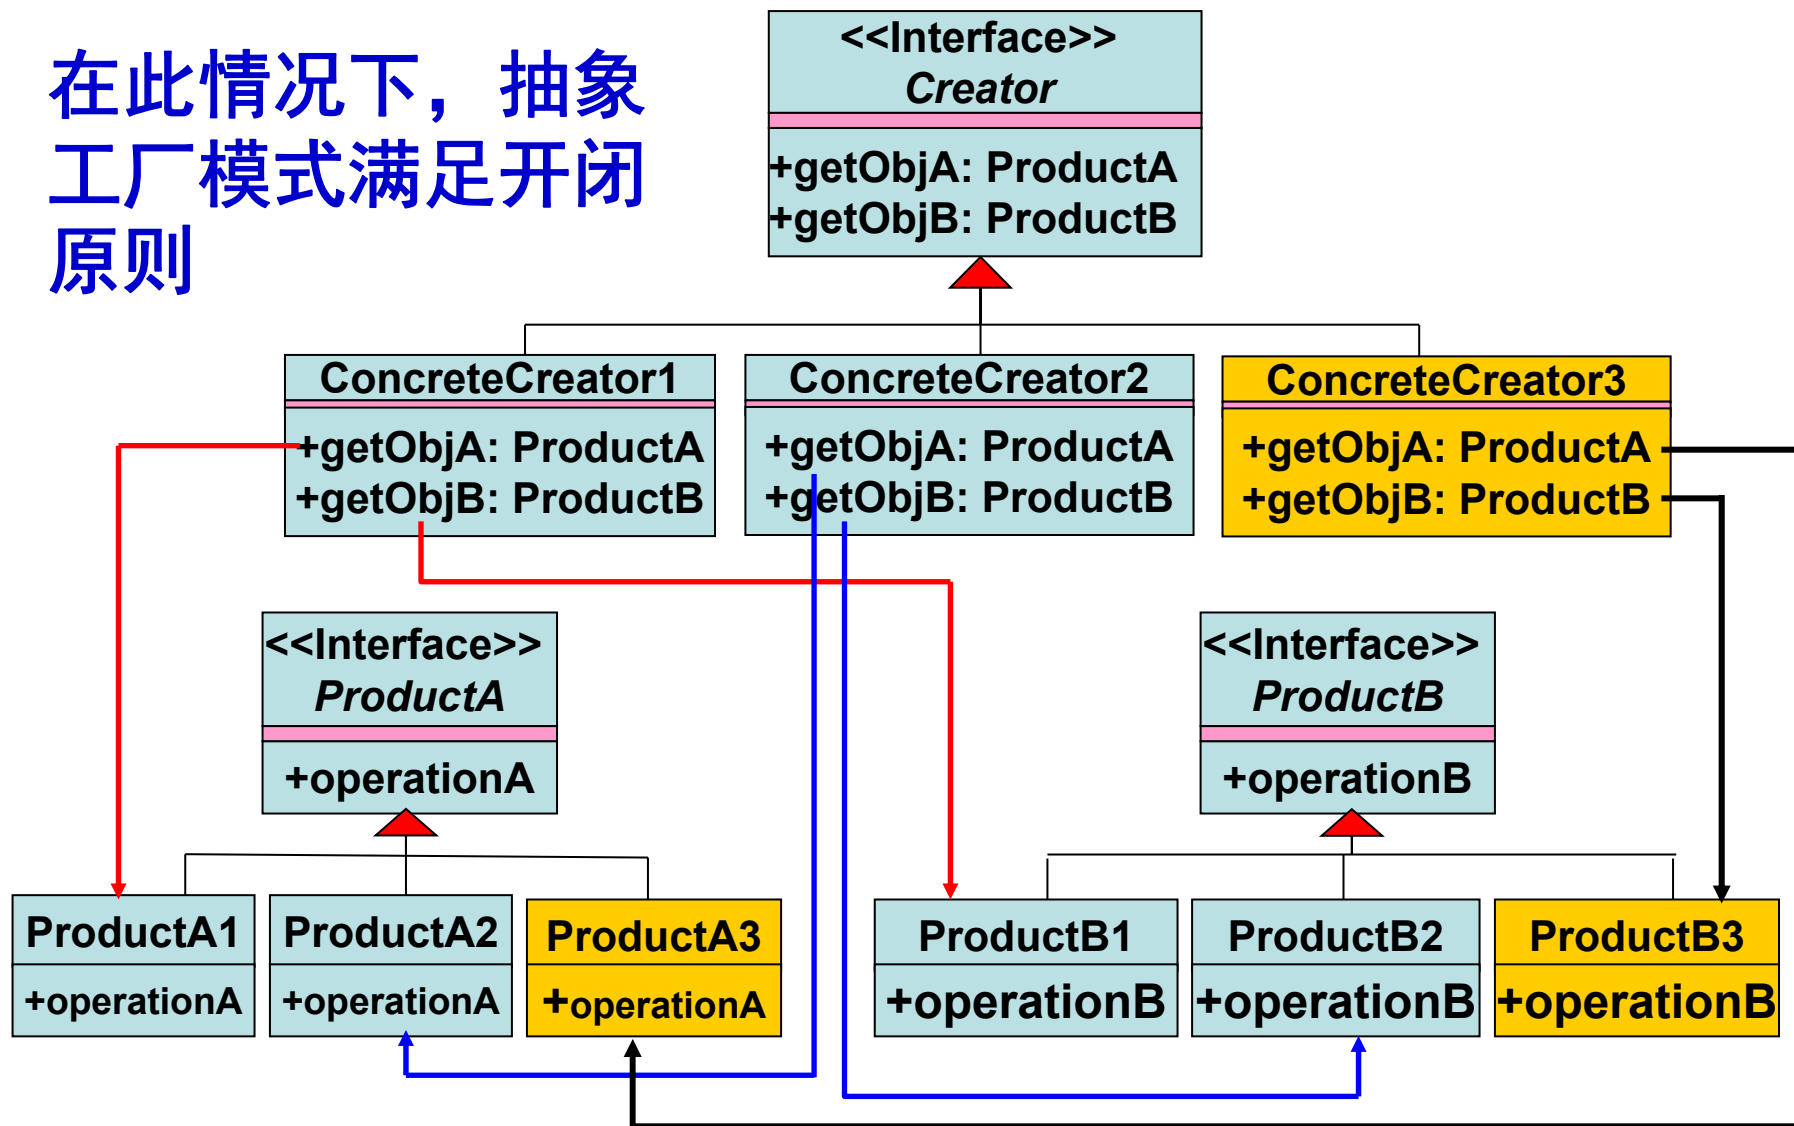 在此情况下，抽象
工厂模式满足开闭
原则
<<Interface>>
Creator
+getObjA: ProductA
+getObjB: ProductB
ConcreteCreator1
+getObjA: ProductA
+getObjB: ProductB
ConcreteCreator2
+getObjA: ProductA
+getObjB: ProductB
ConcreteCreator3
+getObjA: ProductA
+getObjB: ProductB
<<Interface>>
ProductA
+operationA
<<Interface>>
ProductB
+operationB
ProductA1
+operationA
ProductA2
+operationA
ProductA3
+operationA
ProductB1
+operationB
ProductB2
+operationB
ProductB3
+operationB